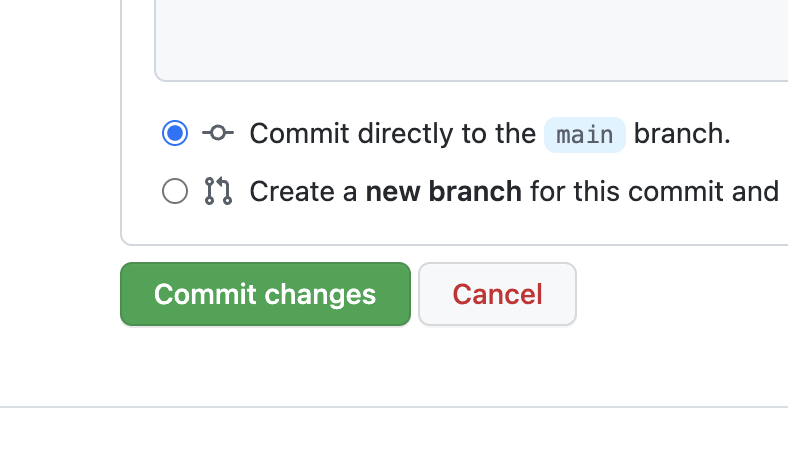 Commit directly to the main branch.
Create a new branch for this commit and
Commit changes
Cancel